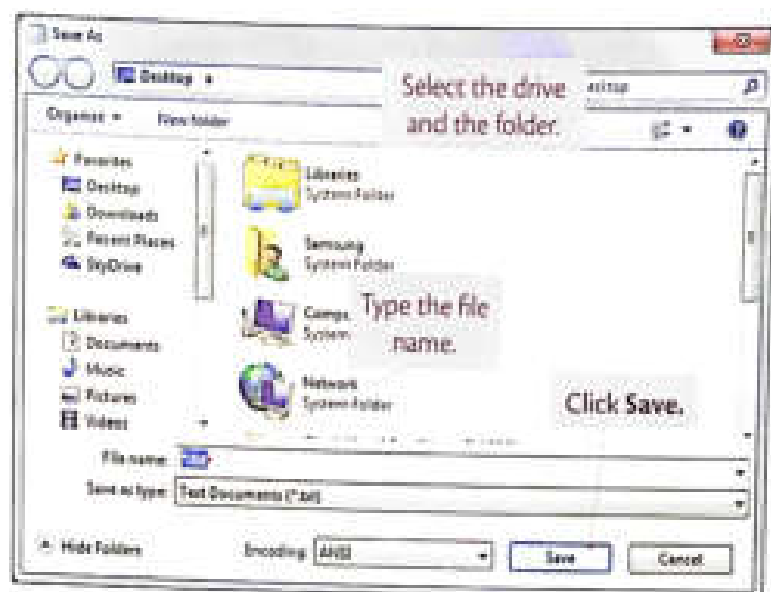 Save As
Desktop
Select the drive
and the folder.
Organize
New folder
Favorites
Desktop
Downloads
Recent Places
SkyDrive
Libraries
Documents
Music
Pictures
Videos
Libraries
System Folder
Samsung
System Folder
System
Type the file
name.
Network
System Folder
Click Save.
File name:
Save as type: Text Documents (*.txt)
Hide Folders
Encoding: ANSI
Save
Cancel